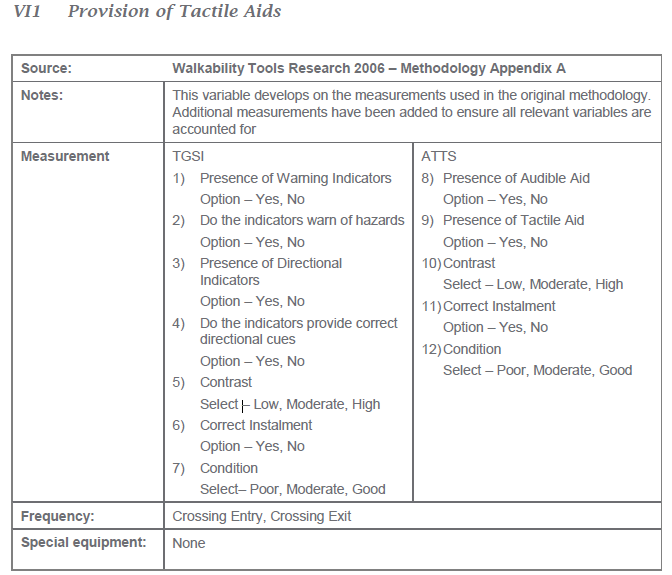 VI1 Provision of Tactile Aids
Source: Walkability Tools Research 2006 – Methodology Appendix A
Notes: This variable develops on the measurements used in the original methodology.
Additional measurements have been added to ensure all relevant variables are
accounted for
Measurement
TGSI
1) Presence of Warning Indicators
Option – Yes, No
2) Do the indicators warn of hazards
Option – Yes, No
3) Presence of Directional
Indicators
Option – Yes, No
4) Do the indicators provide correct
directional cues
Option – Yes, No
5) Contrast
Select – Low, Moderate, High
6) Correct Instalment
Option – Yes, No
7) Condition
Select– Poor, Moderate, Good
ATTS
8) Presence of Audible Aid
Option – Yes, No
9) Presence of Tactile Aid
Option – Yes, No
10) Contrast
Select – Low, Moderate, High
11) Correct Instalment
Option – Yes, No
12) Condition
Select – Poor, Moderate, Good
Frequency: Crossing Entry, Crossing Exit
Special equipment: None